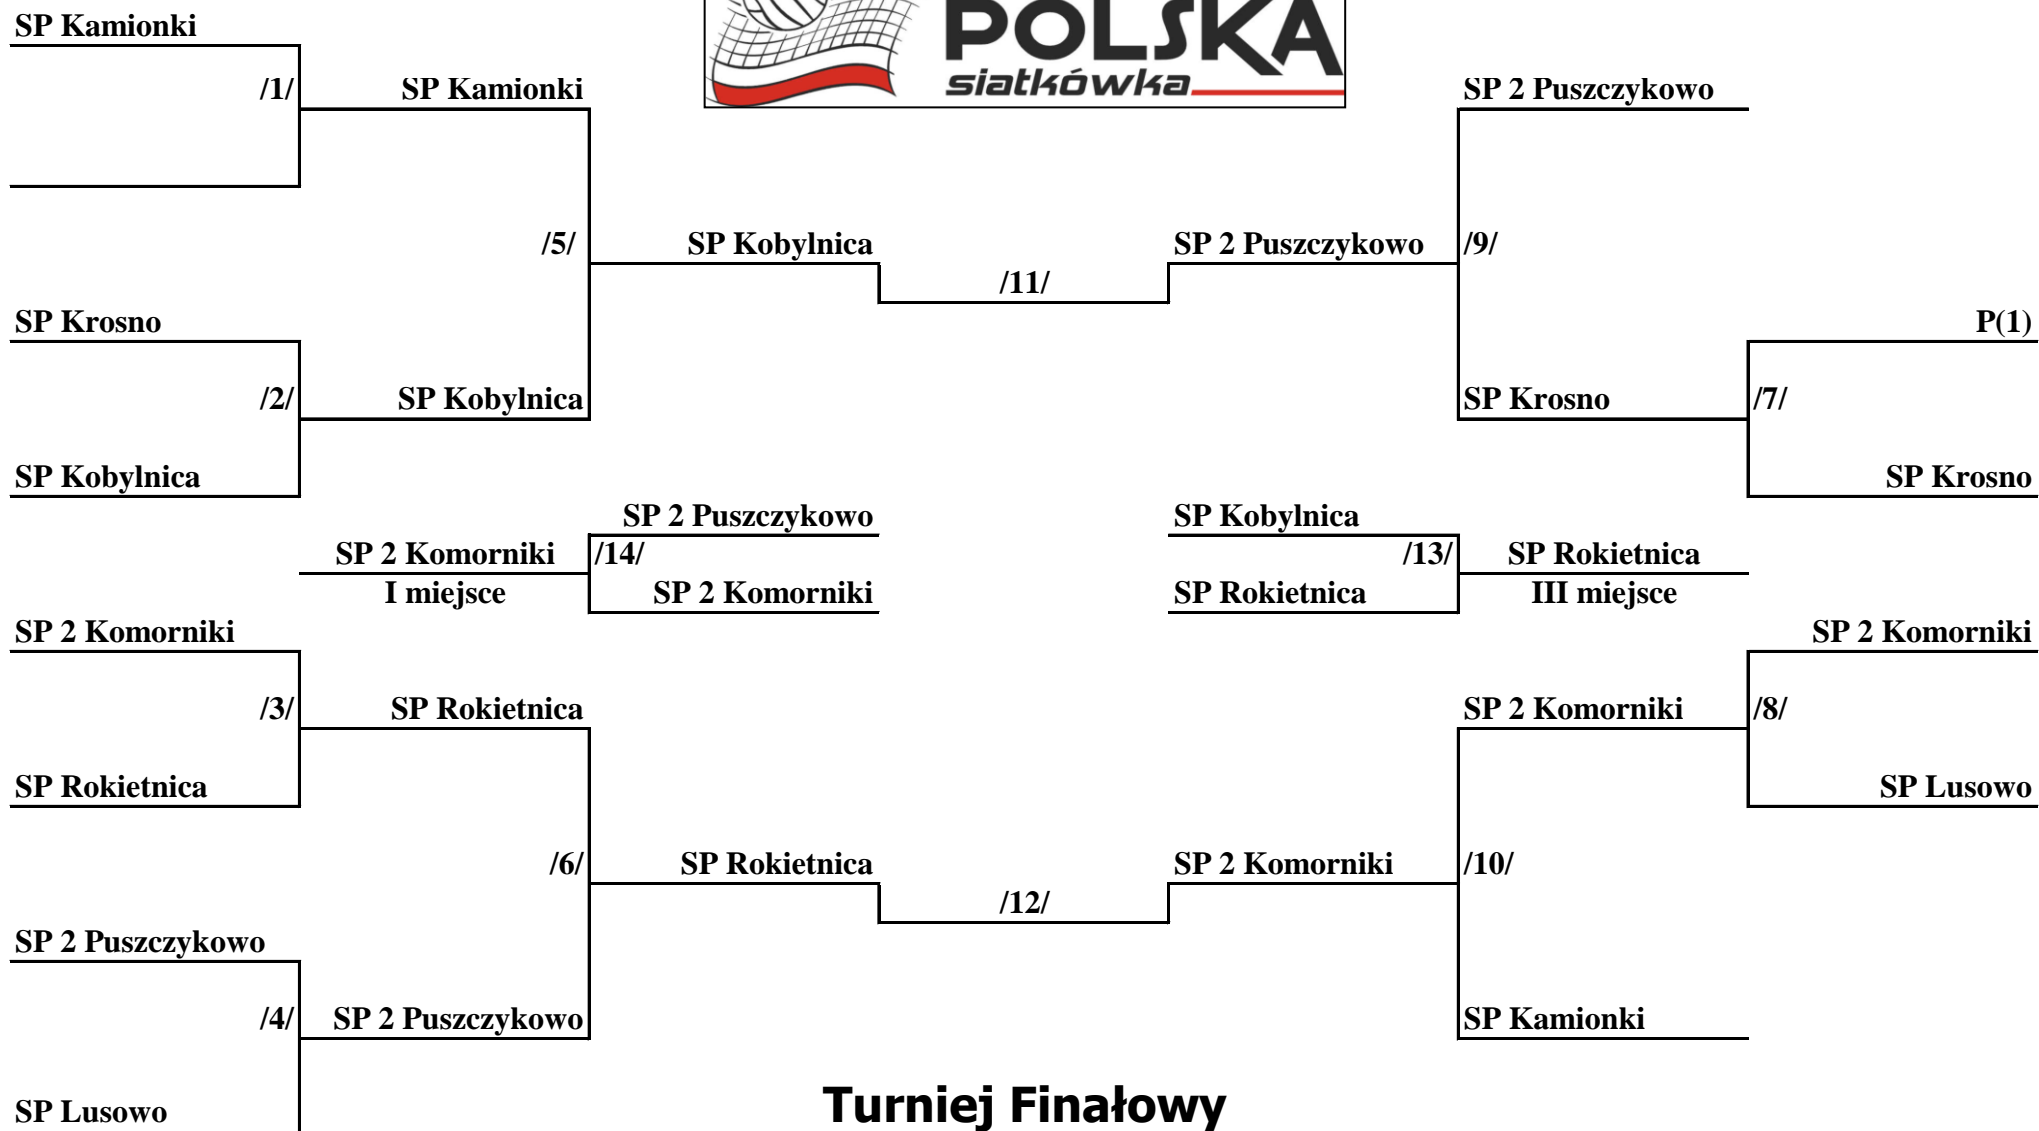 POLSKA
siatkówka
SP Kamionki
/1/
SP Kamionki
SP 2 Puszczykowo
/5/
SP Kobylnica
/11/
SP 2 Puszczykowo
/9/
SP Krosno
P(1)
/2/
SP Kobylnica
SP Krosno
/7/
SP Kobylnica
SP Krosno
SP 2 Puszczykowo
SP Kobylnica
SP 2 Komorniki
/14/
/13/
SP Rokietnica
I miejsce
SP 2 Komorniki
SP Rokietnica
III miejsce
SP 2 Komorniki
SP 2 Komorniki
/3/
SP Rokietnica
SP 2 Komorniki
/8/
SP Rokietnica
SP Lusowo
/6/
SP Rokietnica
/12/
SP 2 Komorniki
/10/
SP 2 Puszczykowo
/4/
SP 2 Puszczykowo
SP Kamionki
SP Lusowo
Turniej Finałowy